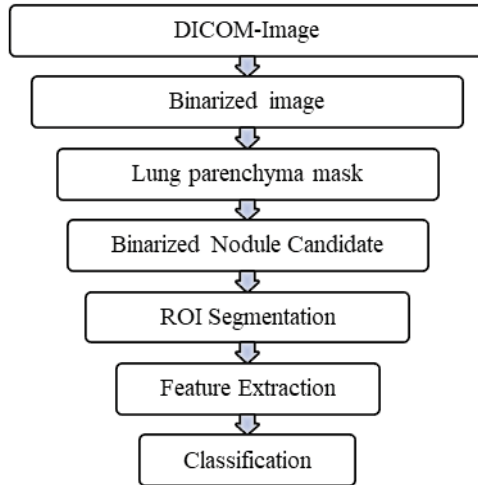 DICOM-Image
Binarized image
Lung parenchyma mask
Binarized Nodule Candidate
ROI Segmentation
Feature Extraction
Classification